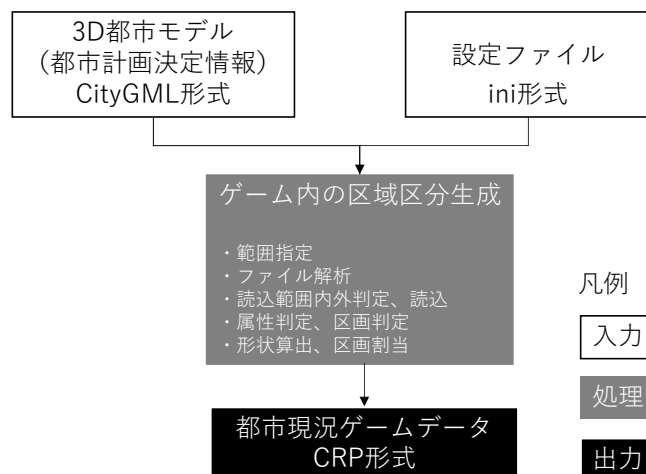 3D都市モデル
（都市計画決定情報）
CityGML形式
設定ファイル
ini形式
ゲーム内の区域区分生成
・範囲指定
・ファイル解析
・読込範囲内外判定、読込
・属性判定、区画判定
・形状算出、区画割当
都市現況ゲームデータ
CRP形式
凡例
入力
処理
出力